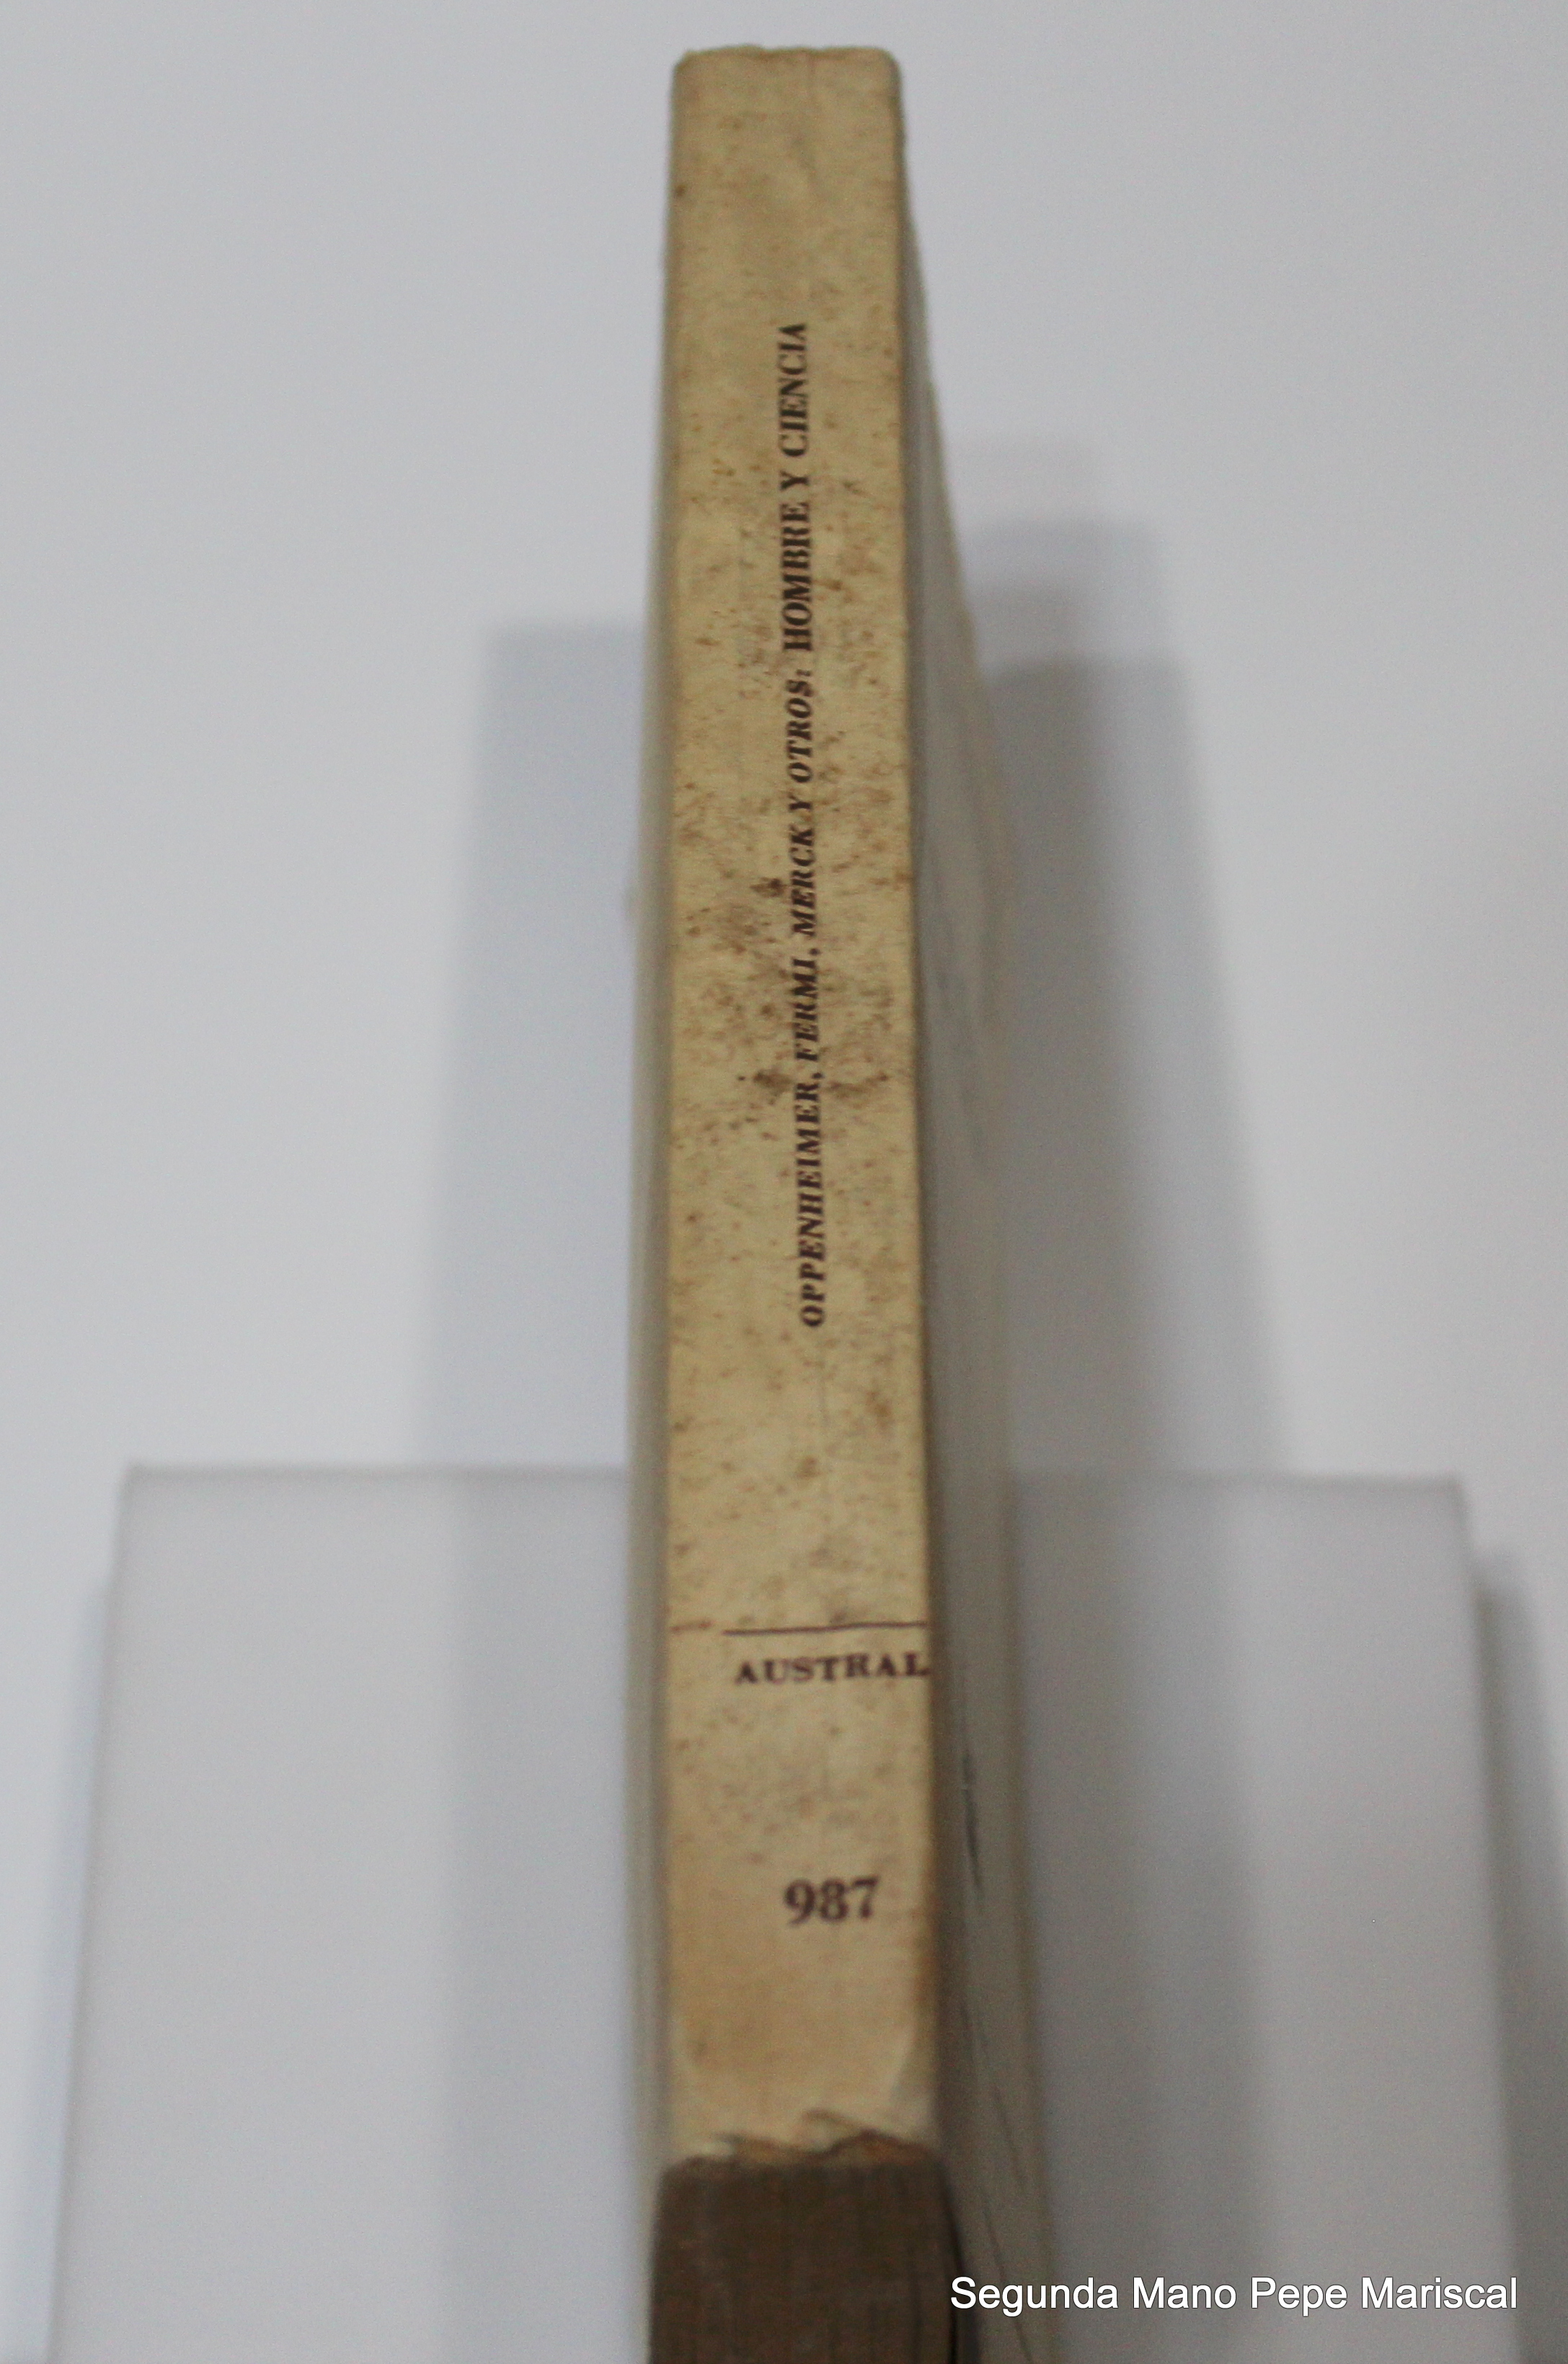 OPPENHEIMER, FERMI, MERCK Y OTROS: HOMBRE Y CIENCIA
AUSTRAL
987
Segunda Mano Pepe Mariscal